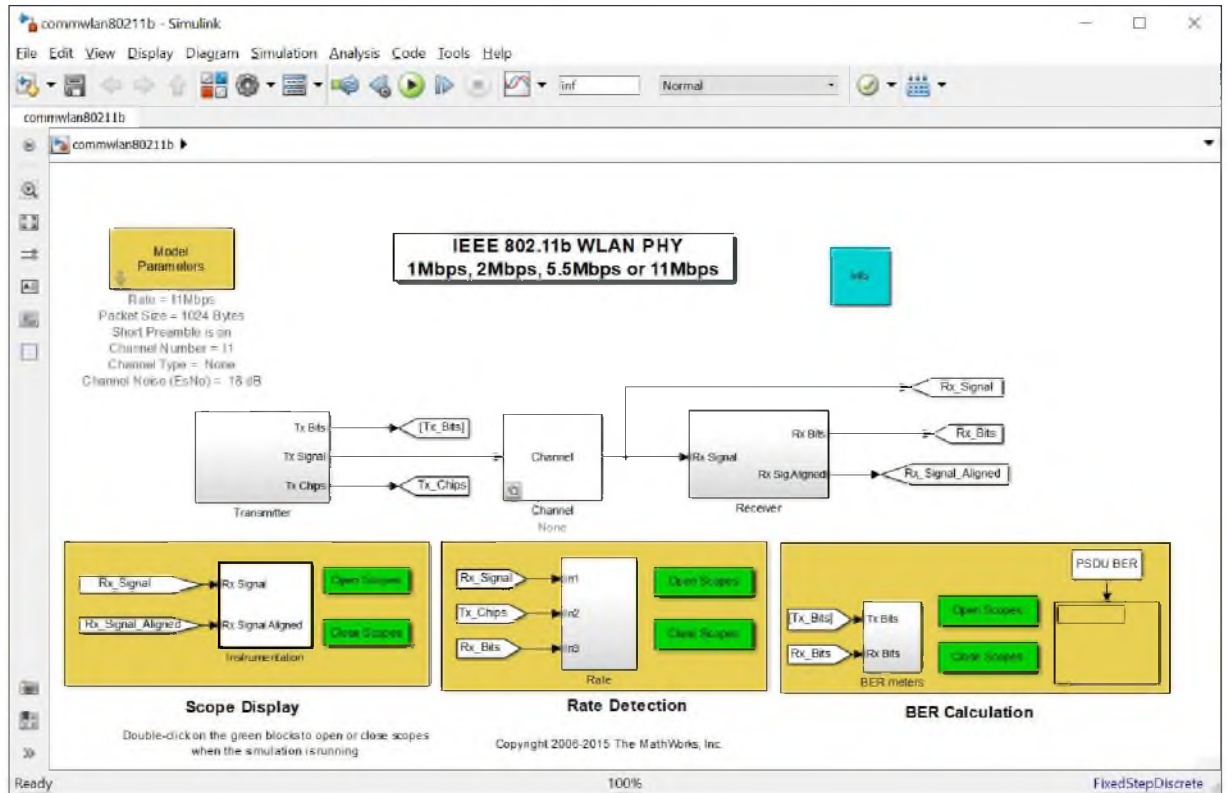 commwlan80211b - Simulink
File Edit View Display Diagram Simulation Analysis Code Tools Help
inf Normal
commwlan80211b
commwlan80211b
Model
Parameters
Rate = 11Mbps
Packet Size = 1024 Bytes
Short Preamble is on
Channel Number = 11
Channel Type = None
Channel Noise (EsNo) = 18 dB
IEEE 802.11b WLAN PHY
1Mbps, 2Mbps, 5.5Mbps or 11Mbps
Info
Rx_Signal
Tx Bits
[Tx_Bits]
Tx Signal
Tx Chips
Tx_Chips
Transmitter
Channel
Channel
None
Rx Signal
Rx Bits
Rx Sig Aligned
Receiver
Rx_Bits
Rx_Signal_Aligned
Rx_Signal
Rx Signal
Rx_Signal_Aligned
Rx Signal Aligned
Instrumentation
Open Scopes
Close Scopes
Rx_Signal
In1
Tx_Chips
In2
Rx_Bits
In3
Rate
Open Scopes
Close Scopes
[Tx_Bits]
Tx Bits
Rx_Bits
Rx Bits
BER meters
Open Scopes
Close Scopes
PSDU BER
Scope Display
Rate Detection
BER Calculation
Double-click on the green blocks to open or close scopes
when the simulation is running
Copyright 2006-2015 The MathWorks, Inc.
Ready 100% FixedStepDiscrete